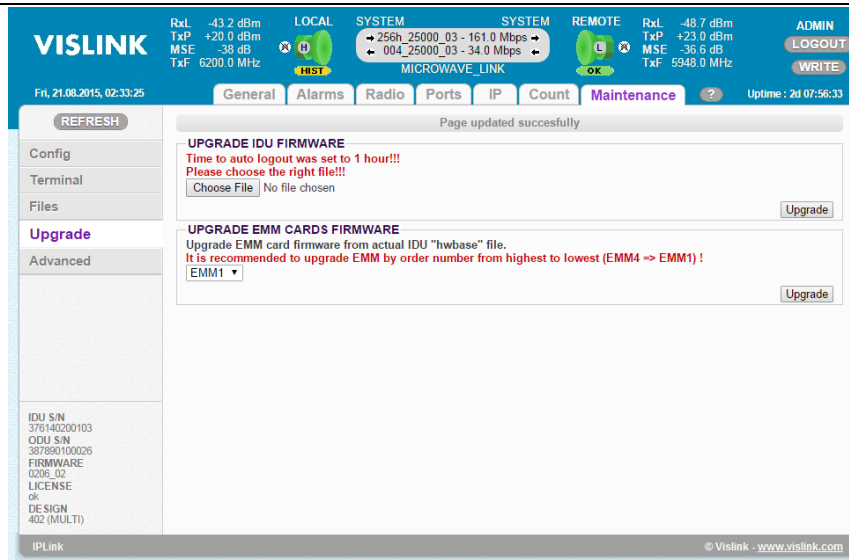 VISLINK
RxL -43.2 dBm
TxP +20.0 dBm
MSE -38 dB
TxF 6200.0 MHz
LOCAL
H
HIST
SYSTEM SYSTEM
256h_25000_03 - 161.0 Mbps
004_25000_03 - 34.0 Mbps
MICROWAVE_LINK
REMOTE
L
OK
RxL -48.7 dBm
TxP +23.0 dBm
MSE -36.6 dB
TxF 5948.0 MHz
ADMIN
LOGOUT
WRITE
Fri, 21.08.2015, 02:33:25
General Alarms Radio Ports IP Count Maintenance ?
Uptime : 2d 07:56:33
REFRESH
Config
Terminal
Files
Upgrade
Advanced
Page updated succesfully
UPGRADE IDU FIRMWARE
Time to auto logout was set to 1 hour!!!
Please choose the right file!!!
Choose File No file chosen
Upgrade
UPGRADE EMM CARDS FIRMWARE
Upgrade EMM card firmware from actual IDU "hwbase" file.
It is recommended to upgrade EMM by order number from highest to lowest (EMM4 => EMM1) !
EMM1
Upgrade
IDU S/N
376140200103
ODU S/N
387890100026
FIRMWARE
0206_02
LICENSE
ok
DESIGN
402 (MULTI)
IPLink
© Vislink - www.vislink.com